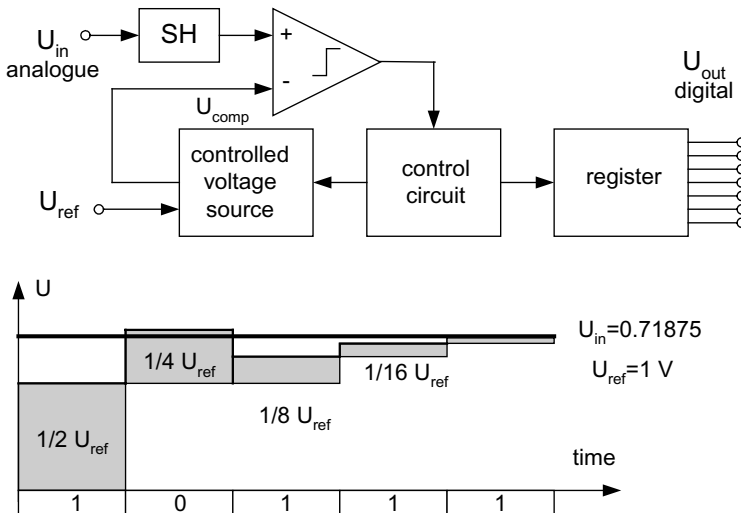 U_in
analogue
SH
+
-
U_comp
U_out
digital
controlled
voltage
source
control
circuit
register
U_ref
U
U_in=0.71875
U_ref=1 V
1/2 U_ref
1/4 U_ref
1/8 U_ref
1/16 U_ref
time
1 0 1 1 1